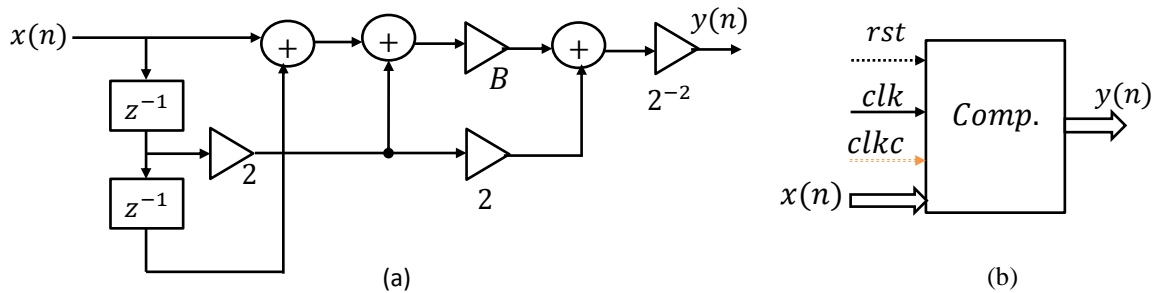 x(n)
+
+
B
+
y(n)
2⁻²
z⁻¹
2
2
z⁻¹
(a)
rst
clk
clkc
x(n)
Comp.
y(n)
(b)